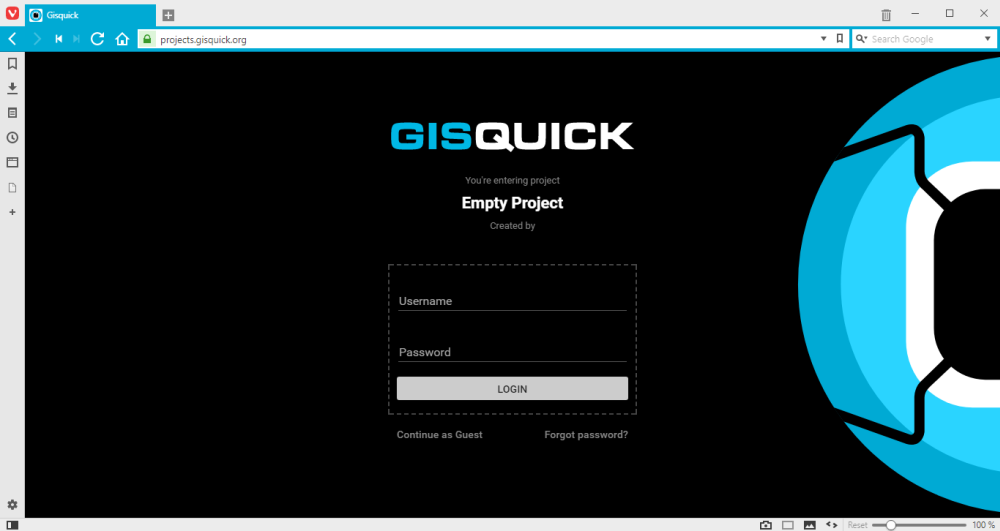 Gisquick
projects.gisquick.org
Search Google
GISQUICK
You're entering project
Empty Project
Created by
Username
Password
LOGIN
Continue as Guest
Forgot password?
Reset
100 %